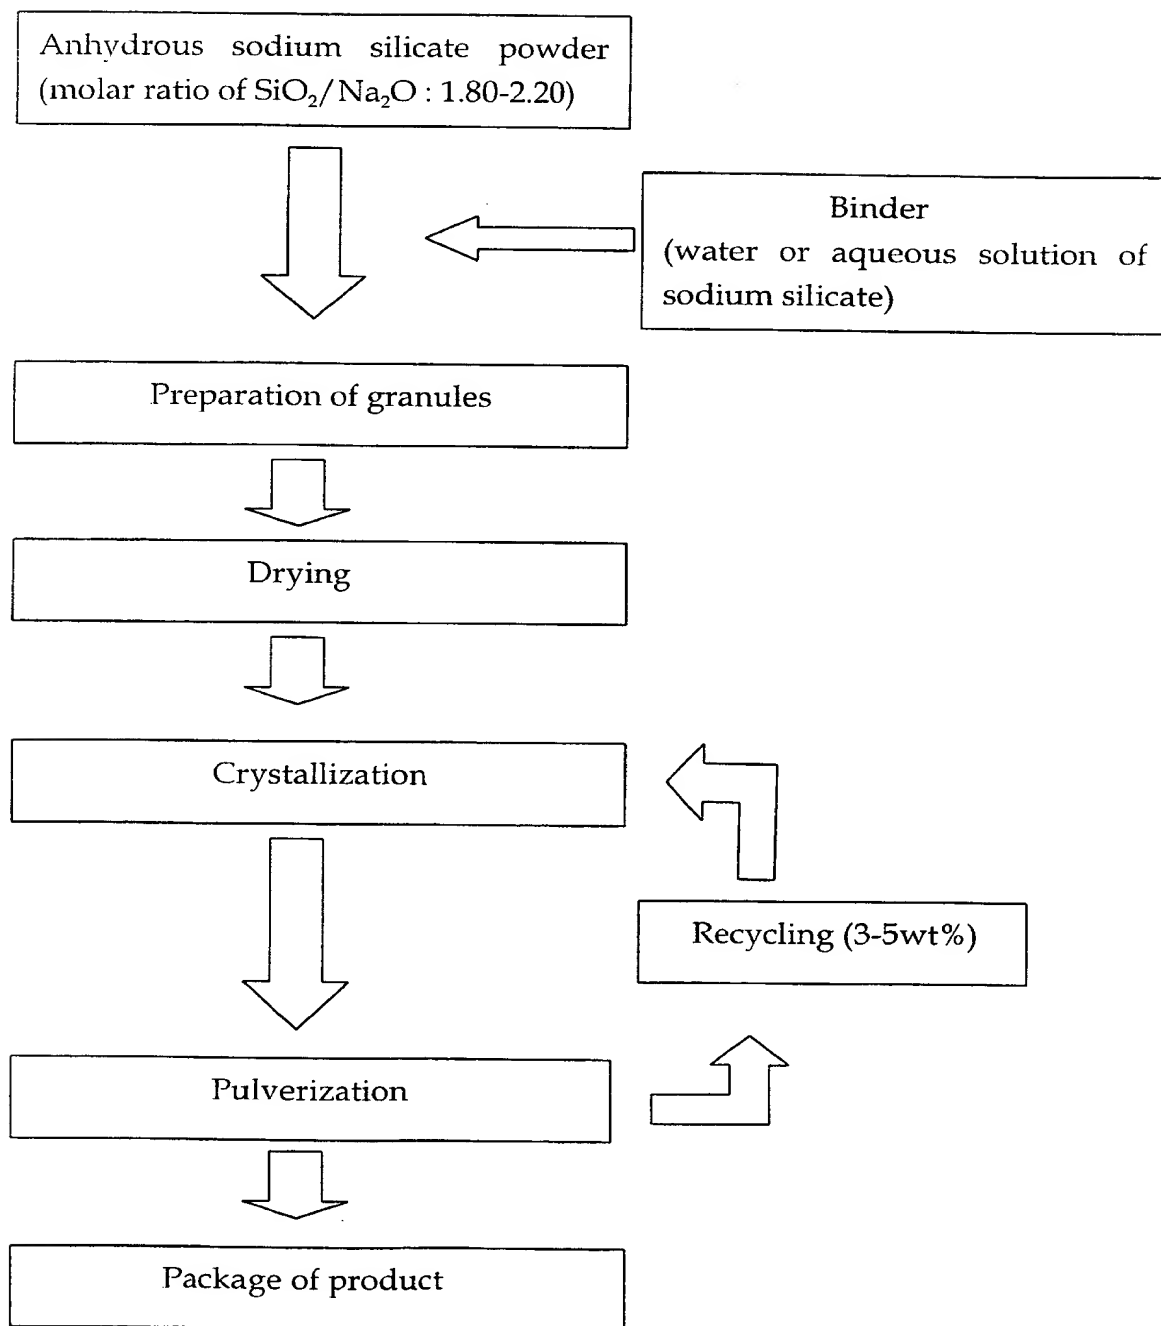 Anhydrous sodium silicate powder
(molar ratio of SiO₂/Na₂O : 1.80-2.20)
Binder
(water or aqueous solution of
sodium silicate)
Preparation of granules
Drying
Crystallization
Recycling (3-5wt%)
Pulverization
Package of product